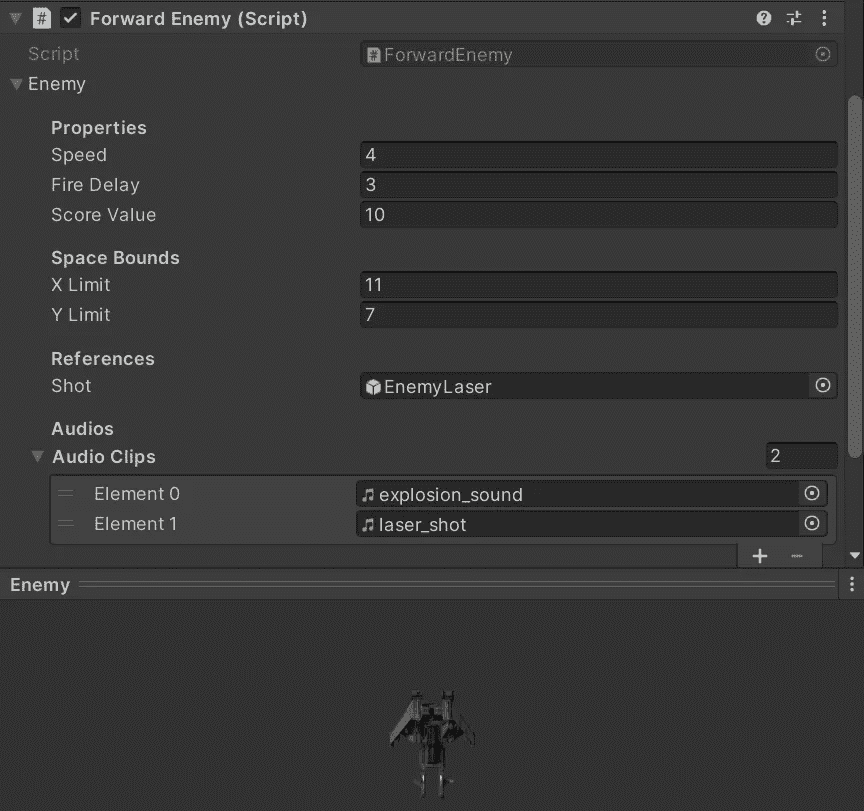 Forward Enemy (Script)
Script ForwardEnemy
Enemy
Properties
Speed 4
Fire Delay 3
Score Value 10
Space Bounds
X Limit 11
Y Limit 7
References
Shot EnemyLaser
Audios
Audio Clips 2
Element 0 explosion_sound
Element 1 laser_shot
Enemy